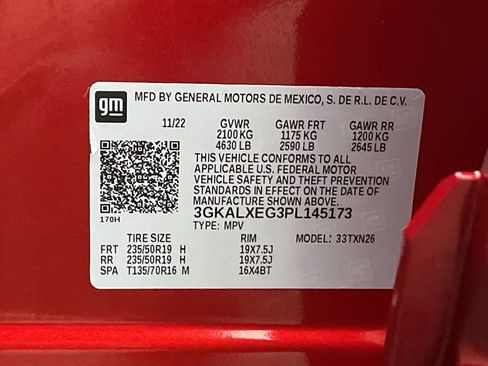 gm
MFD BY GENERAL MOTORS DE MEXICO, S. DE R.L. DE C.V.
11/22 GVWR GAWR FRT GAWR RR
2100 KG 1175 KG 1200 KG
4630 LB 2590 LB 2645 LB
THIS VEHICLE CONFORMS TO ALL
APPLICABLE U.S. FEDERAL MOTOR
VEHICLE SAFETY AND THEFT PREVENTION
STANDARDS IN EFFECT ON THE DATE OF
MANUFACTURE SHOWN ABOVE.
3GKALXEG3PL145173
170H
TYPE: MPV
TIRE SIZE RIM MODEL: 33TXN26
FRT 235/50R19 H 19X7.5J
RR 235/50R19 H 19X7.5J
SPA T135/70R16 M 16X4BT